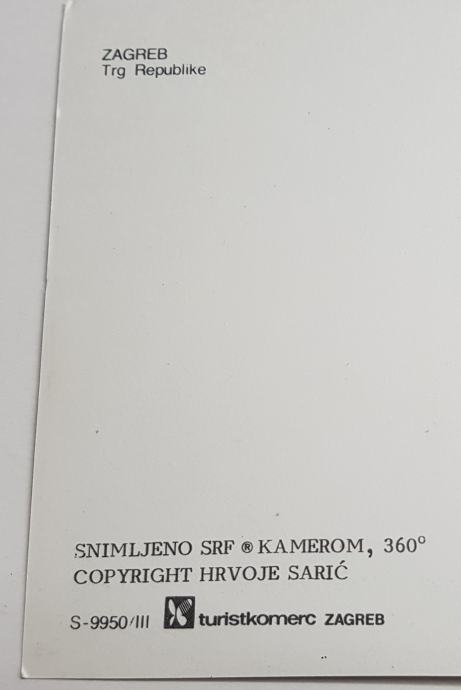 ZAGREB
Trg Republike
SNIMLJENO SRF ® KAMEROM, 360°
COPYRIGHT HRVOJE SARIĆ
S-9950/III turistkomerc ZAGREB